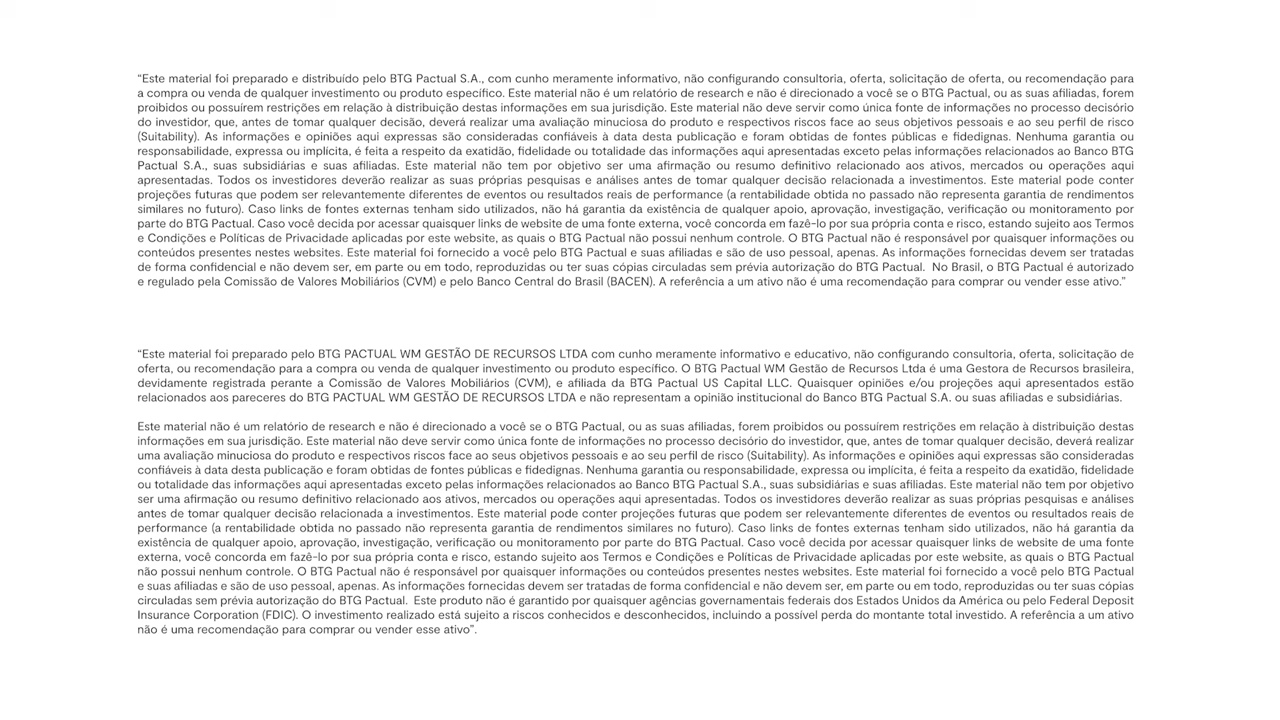 “Este material foi preparado e distribuído pelo BTG Pactual S.A., com cunho meramente informativo, não configurando consultoria, oferta, solicitação de oferta, ou recomendação para
a compra ou venda de qualquer investimento ou produto específico. Este material não é um relatório de research e não é direcionado a você se o BTG Pactual, ou as suas afiliadas, forem
proibidos ou possuírem restrições em relação à distribuição destas informações em sua jurisdição. Este material não deve servir como única fonte de informações no processo decisório
do investidor, que, antes de tomar qualquer decisão, deverá realizar uma avaliação minuciosa do produto e respectivos riscos face ao seus objetivos pessoais e ao seu perfil de risco
(Suitability). As informações e opiniões aqui expressas são consideradas confiáveis à data desta publicação e foram obtidas de fontes públicas e fidedignas. Nenhuma garantia ou
responsabilidade, expressa ou implícita, é feita a respeito da exatidão, fidelidade ou totalidade das informações aqui apresentadas exceto pelas informações relacionados ao Banco BTG
Pactual S.A., suas subsidiárias e suas afiliadas. Este material não tem por objetivo ser uma afirmação ou resumo definitivo relacionado aos ativos, mercados ou operações aqui
apresentadas. Todos os investidores deverão realizar as suas próprias pesquisas e análises antes de tomar qualquer decisão relacionada a investimentos. Este material pode conter
projeções futuras que podem ser relevantemente diferentes de eventos ou resultados reais de performance (a rentabilidade obtida no passado não representa garantia de rendimentos
similares no futuro). Caso links de fontes externas tenham sido utilizados, não há garantia da existência de qualquer apoio, aprovação, investigação, verificação ou monitoramento por
parte do BTG Pactual. Caso você decida por acessar quaisquer links de website de uma fonte externa, você concorda em fazê-lo por sua própria conta e risco, estando sujeito aos Termos
e Condições e Políticas de Privacidade aplicadas por este website, as quais o BTG Pactual não possui nenhum controle. O BTG Pactual não é responsável por quaisquer informações ou
conteúdos presentes nestes websites. Este material foi fornecido a você pelo BTG Pactual e suas afiliadas e são de uso pessoal, apenas. As informações fornecidas devem ser tratadas
de forma confidencial e não devem ser, em parte ou em todo, reproduzidas ou ter suas cópias circuladas sem prévia autorização do BTG Pactual. No Brasil, o BTG Pactual é autorizado
e regulado pela Comissão de Valores Mobiliários (CVM) e pelo Banco Central do Brasil (BACEN). A referência a um ativo não é uma recomendação para comprar ou vender esse ativo.”
“Este material foi preparado pelo BTG PACTUAL WM GESTÃO DE RECURSOS LTDA com cunho meramente informativo e educativo, não configurando consultoria, oferta, solicitação de
oferta, ou recomendação para a compra ou venda de qualquer investimento ou produto específico. O BTG Pactual WM Gestão de Recursos Ltda é uma Gestora de Recursos brasileira,
devidamente registrada perante a Comissão de Valores Mobiliários (CVM), e afiliada da BTG Pactual US Capital LLC. Quaisquer opiniões e/ou projeções aqui apresentados estão
relacionados aos pareceres do BTG PACTUAL WM GESTÃO DE RECURSOS LTDA e não representam a opinião institucional do Banco BTG Pactual S.A. ou suas afiliadas e subsidiárias.
Este material não é um relatório de research e não é direcionado a você se o BTG Pactual, ou as suas afiliadas, forem proibidos ou possuírem restrições em relação à distribuição destas
informações em sua jurisdição. Este material não deve servir como única fonte de informações no processo decisório do investidor, que, antes de tomar qualquer decisão, deverá realizar
uma avaliação minuciosa do produto e respectivos riscos face ao seus objetivos pessoais e ao seu perfil de risco (Suitability). As informações e opiniões aqui expressas são consideradas
confiáveis à data desta publicação e foram obtidas de fontes públicas e fidedignas. Nenhuma garantia ou responsabilidade, expressa ou implícita, é feita a respeito da exatidão, fidelidade
ou totalidade das informações aqui apresentadas exceto pelas informações relacionados ao Banco BTG Pactual S.A., suas subsidiárias e suas afiliadas. Este material não tem por objetivo
ser uma afirmação ou resumo definitivo relacionado aos ativos, mercados ou operações aqui apresentadas. Todos os investidores deverão realizar as suas próprias pesquisas e análises
antes de tomar qualquer decisão relacionada a investimentos. Este material pode conter projeções futuras que podem ser relevantemente diferentes de eventos ou resultados reais de
performance (a rentabilidade obtida no passado não representa garantia de rendimentos similares no futuro). Caso links de fontes externas tenham sido utilizados, não há garantia da
existência de qualquer apoio, aprovação, investigação, verificação ou monitoramento por parte do BTG Pactual. Caso você decida por acessar quaisquer links de website de uma fonte
externa, você concorda em fazê-lo por sua própria conta e risco, estando sujeito aos Termos e Condições e Políticas de Privacidade aplicadas por este website, as quais o BTG Pactual
não possui nenhum controle. O BTG Pactual não é responsável por quaisquer informações ou conteúdos presentes nestes websites. Este material foi fornecido a você pelo BTG Pactual
e suas afiliadas e são de uso pessoal, apenas. As informações fornecidas devem ser tratadas de forma confidencial e não devem ser, em parte ou em todo, reproduzidas ou ter suas cópias
circuladas sem prévia autorização do BTG Pactual. Este produto não é garantido por quaisquer agências governamentais federais dos Estados Unidos da América ou pelo Federal Deposit
Insurance Corporation (FDIC). O investimento realizado está sujeito a riscos conhecidos e desconhecidos, incluindo a possível perda do montante total investido. A referência a um ativo
não é uma recomendação para comprar ou vender esse ativo”.